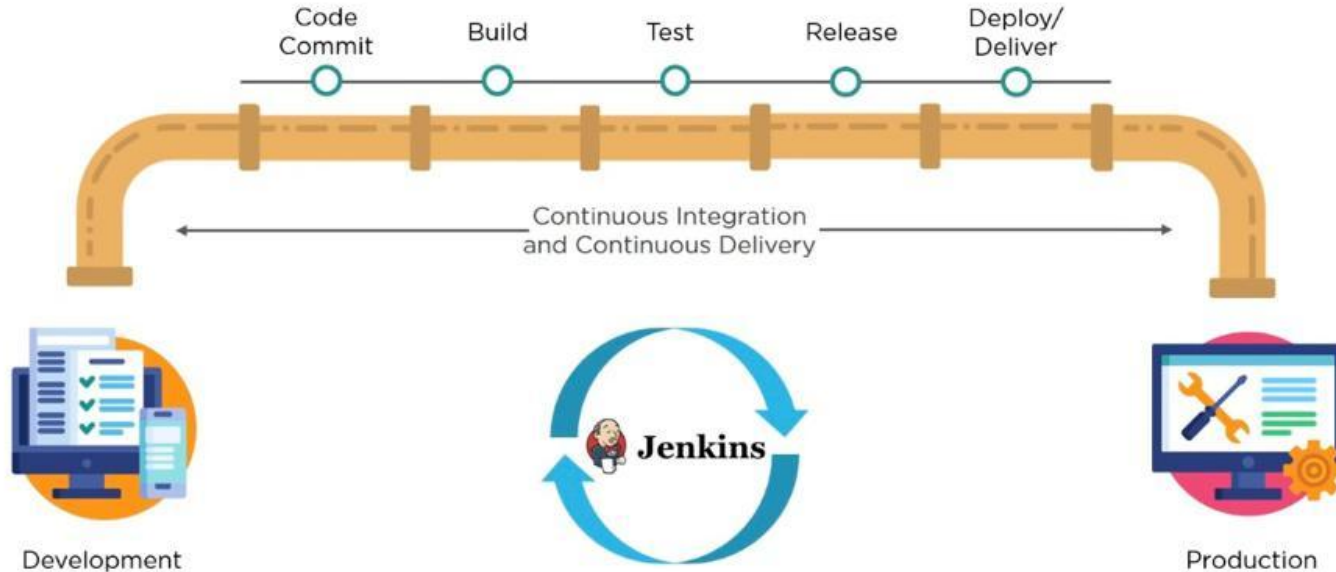 Code
Commit
Build
Test
Release
Deploy/
Deliver
Continuous Integration
and Continuous Delivery
Jenkins
Development
Production